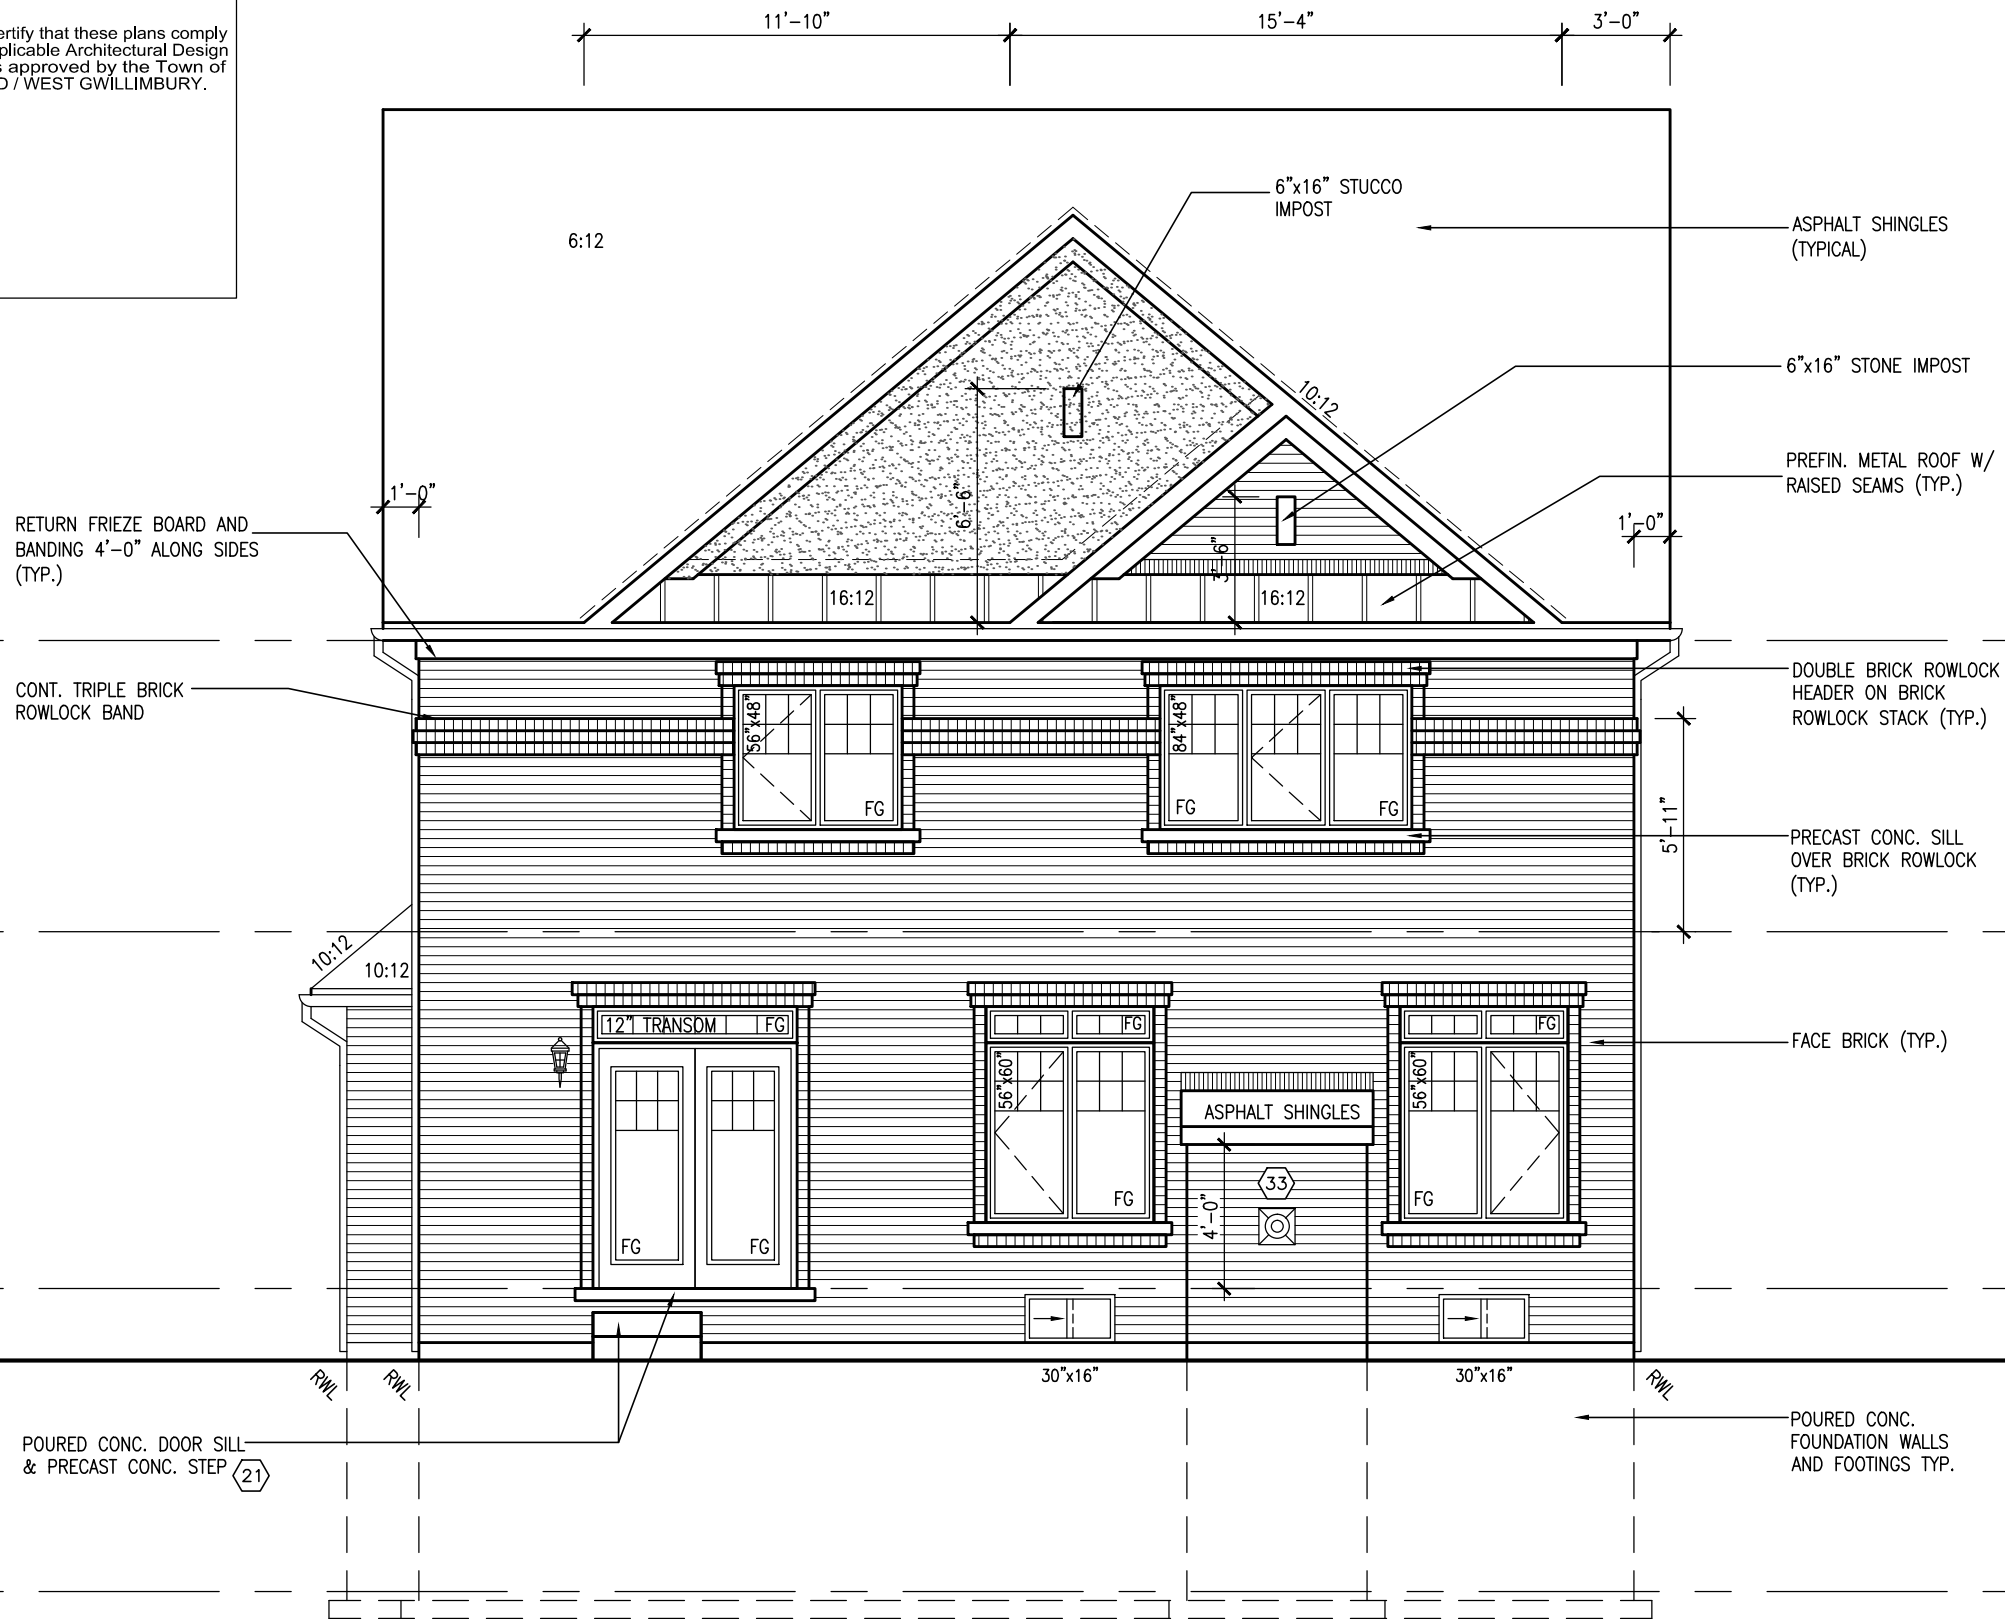 ertify that these plans comply
plicable Architectural Design
s approved by the Town of
/ WEST GWILLIMBURY.
11'-10"
15'-4"
3'-0"
6"x16" STUCCO
IMPOST
ASPHALT SHINGLES
(TYPICAL)
6:12
6"x16" STONE IMPOST
10:12
PREFIN. METAL ROOF W/
RAISED SEAMS (TYP.)
1'-0"
6'-6"
3'-6"
1'-0"
RETURN FRIEZE BOARD AND
BANDING 4'-0" ALONG SIDES
(TYP.)
16:12
16:12
CONT. TRIPLE BRICK
ROWLOCK BAND
DOUBLE BRICK ROWLOCK
HEADER ON BRICK
ROWLOCK STACK (TYP.)
56"x48"
84"x48"
FG
FG
FG
5'-11"
PRECAST CONC. SILL
OVER BRICK ROWLOCK
(TYP.)
10:12
10:12
12" TRANSOM
FG
FG
FG
FACE BRICK (TYP.)
56"x60"
56"x60"
ASPHALT SHINGLES
33
4'-0"
FG
FG
FG
FG
30"x16"
30"x16"
RWL
RWL
RWL
POURED CONC. DOOR SILL
& PRECAST CONC. STEP 21
POURED CONC.
FOUNDATION WALLS
AND FOOTINGS TYP.